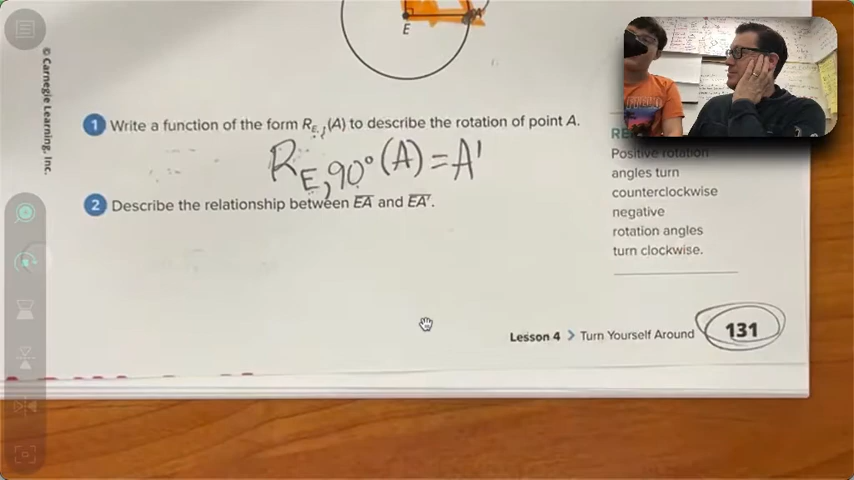 E
© Carnegie Learning, Inc.
1 Write a function of the form R_{E, ?}(A) to describe the rotation of point A.
R_{E, 90°}(A) = A'
2 Describe the relationship between EA and EA'.
Positive rotation
angles turn
counterclockwise
negative
rotation angles
turn clockwise.
Lesson 4 > Turn Yourself Around 131